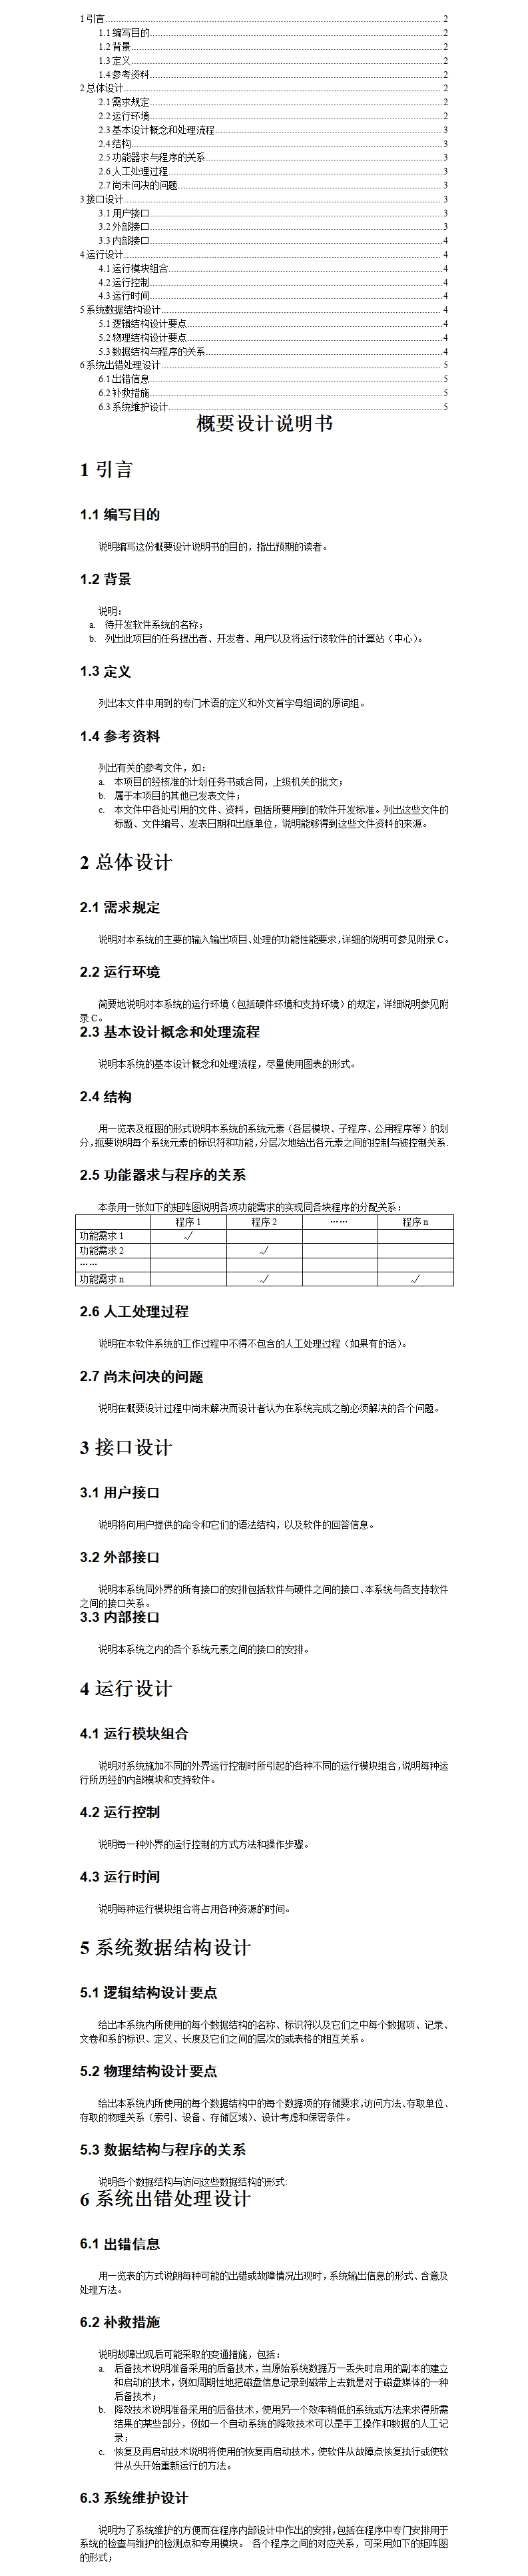 1 引言 2
1.1 编写目的 2
1.2 背景 2
1.3 定义 2
1.4 参考资料 2
2 总体设计 2
2.1 需求规定 2
2.2 运行环境 2
2.3 基本设计概念和处理流程 3
2.4 结构 3
2.5 功能器求与程序的关系 3
2.6 人工处理过程 3
2.7 尚未问决的问题 3
3 接口设计 3
3.1 用户接口 3
3.2 外部接口 3
3.3 内部接口 4
4 运行设计 4
4.1 运行模块组合 4
4.2 运行控制 4
4.3 运行时间 4
5 系统数据结构设计 4
5.1 逻辑结构设计要点 4
5.2 物理结构设计要点 4
5.3 数据结构与程序的关系 4
6 系统出错处理设计 5
6.1 出错信息 5
6.2 补救措施 5
6.3 系统维护设计 5
概要设计说明书
1 引言
1.1 编写目的
说明编写这份概要设计说明书的目的，指出预期的读者。
1.2 背景
说明：
a. 待开发软件系统的名称；
b. 列出此项目的任务提出者、开发者、用户以及将运行该软件的计算站（中心）。
1.3 定义
列出本文件中用到的专门术语的定义和外文首字母组词的原词组。
1.4 参考资料
列出有关的参考文件，如：
a. 本项目的经核准的计划任务书或合同，上级机关的批文；
b. 属于本项目的其他已发表文件；
c. 本文件中各处引用的文件、资料，包括所要用到的软件开发标准。列出这些文件的
标题、文件编号、发表日期和出版单位，说明能够得到这些文件资料的来源。
2 总体设计
2.1 需求规定
说明对本系统的主要的输入输出项目、处理的功能性能要求，详细的说明可参见附录 C。
2.2 运行环境
简要地说明对本系统的运行环境（包括硬件环境和支持环境）的规定，详细说明参见附
录 C。
2.3 基本设计概念和处理流程
说明本系统的基本设计概念和处理流程，尽量使用图表的形式。
2.4 结构
用一览表及框图的形式说明本系统的系统元素（各层模块、子程序、公用程序等）的划
分，扼要说明每个系统元素的标识符和功能，分层次地给出各元素之间的控制与被控制关系.
2.5 功能器求与程序的关系
本条用一张如下的矩阵图说明各项功能需求的实现同各块程序的分配关系：
程序 1 程序 2 …… 程序 n
功能需求 1 √
功能需求 2 √
……
功能需求 n √ √
2.6 人工处理过程
说明在本软件系统的工作过程中不得不包含的人工处理过程（如果有的话）。
2.7 尚未问决的问题
说明在概要设计过程中尚未解决而设计者认为在系统完成之前必须解决的各个问题。
3 接口设计
3.1 用户接口
说明将向用户提供的命令和它们的语法结构，以及软件的回答信息。
3.2 外部接口
说明本系统同外界的所有接口的安排包括软件与硬件之间的接口、本系统与各支持软件
之间的接口关系。
3.3 内部接口
说明本系统之内的各个系统元素之间的接口的安排。
4 运行设计
4.1 运行模块组合
说明对系统施加不同的外界运行控制时所引起的各种不同的运行模块组合，说明每种运
行所历经的内部模块和支持软件。
4.2 运行控制
说明每一种外界的运行控制的方式方法和操作步骤。
4.3 运行时间
说明每种运行模块组合将占用各种资源的时间。
5 系统数据结构设计
5.1 逻辑结构设计要点
给出本系统内所使用的每个数据结构的名称、标识符以及它们之中每个数据项、记录、
文卷和系的标识、定义、长度及它们之间的层次的或表格的相互关系。
5.2 物理结构设计要点
给出本系统内所使用的每个数据结构中的每个数据项的存储要求，访问方法、存取单位、
存取的物理关系（索引、设备、存储区域）、设计考虑和保密条件。
5.3 数据结构与程序的关系
说明各个数据结构与访问这些数据结构的形式:
6 系统出错处理设计
6.1 出错信息
用一览表的方式说朗每种可能的出错或故障情况出现时，系统输出信息的形式、含意及
处理方法。
6.2 补救措施
说明故障出现后可能采取的变通措施，包括：
a. 后备技术说明准备采用的后备技术，当原始系统数据万一丢失时启用的副本的建立
和启动的技术，例如周期性地把磁盘信息记录到磁带上去就是对于磁盘媒体的一种
后备技术；
b. 降效技术说明准备采用的后备技术，使用另一个效率稍低的系统或方法来求得所需
结果的某些部分，例如一个自动系统的降效技术可以是手工操作和数据的人工记
录；
c. 恢复及再启动技术说明将使用的恢复再启动技术，使软件从故障点恢复执行或使软
件从头开始重新运行的方法。
6.3 系统维护设计
说明为了系统维护的方便而在程序内部设计中作出的安排，包括在程序中专门安排用于
系统的检查与维护的检测点和专用模块。 各个程序之间的对应关系，可采用如下的矩阵图
的形式；